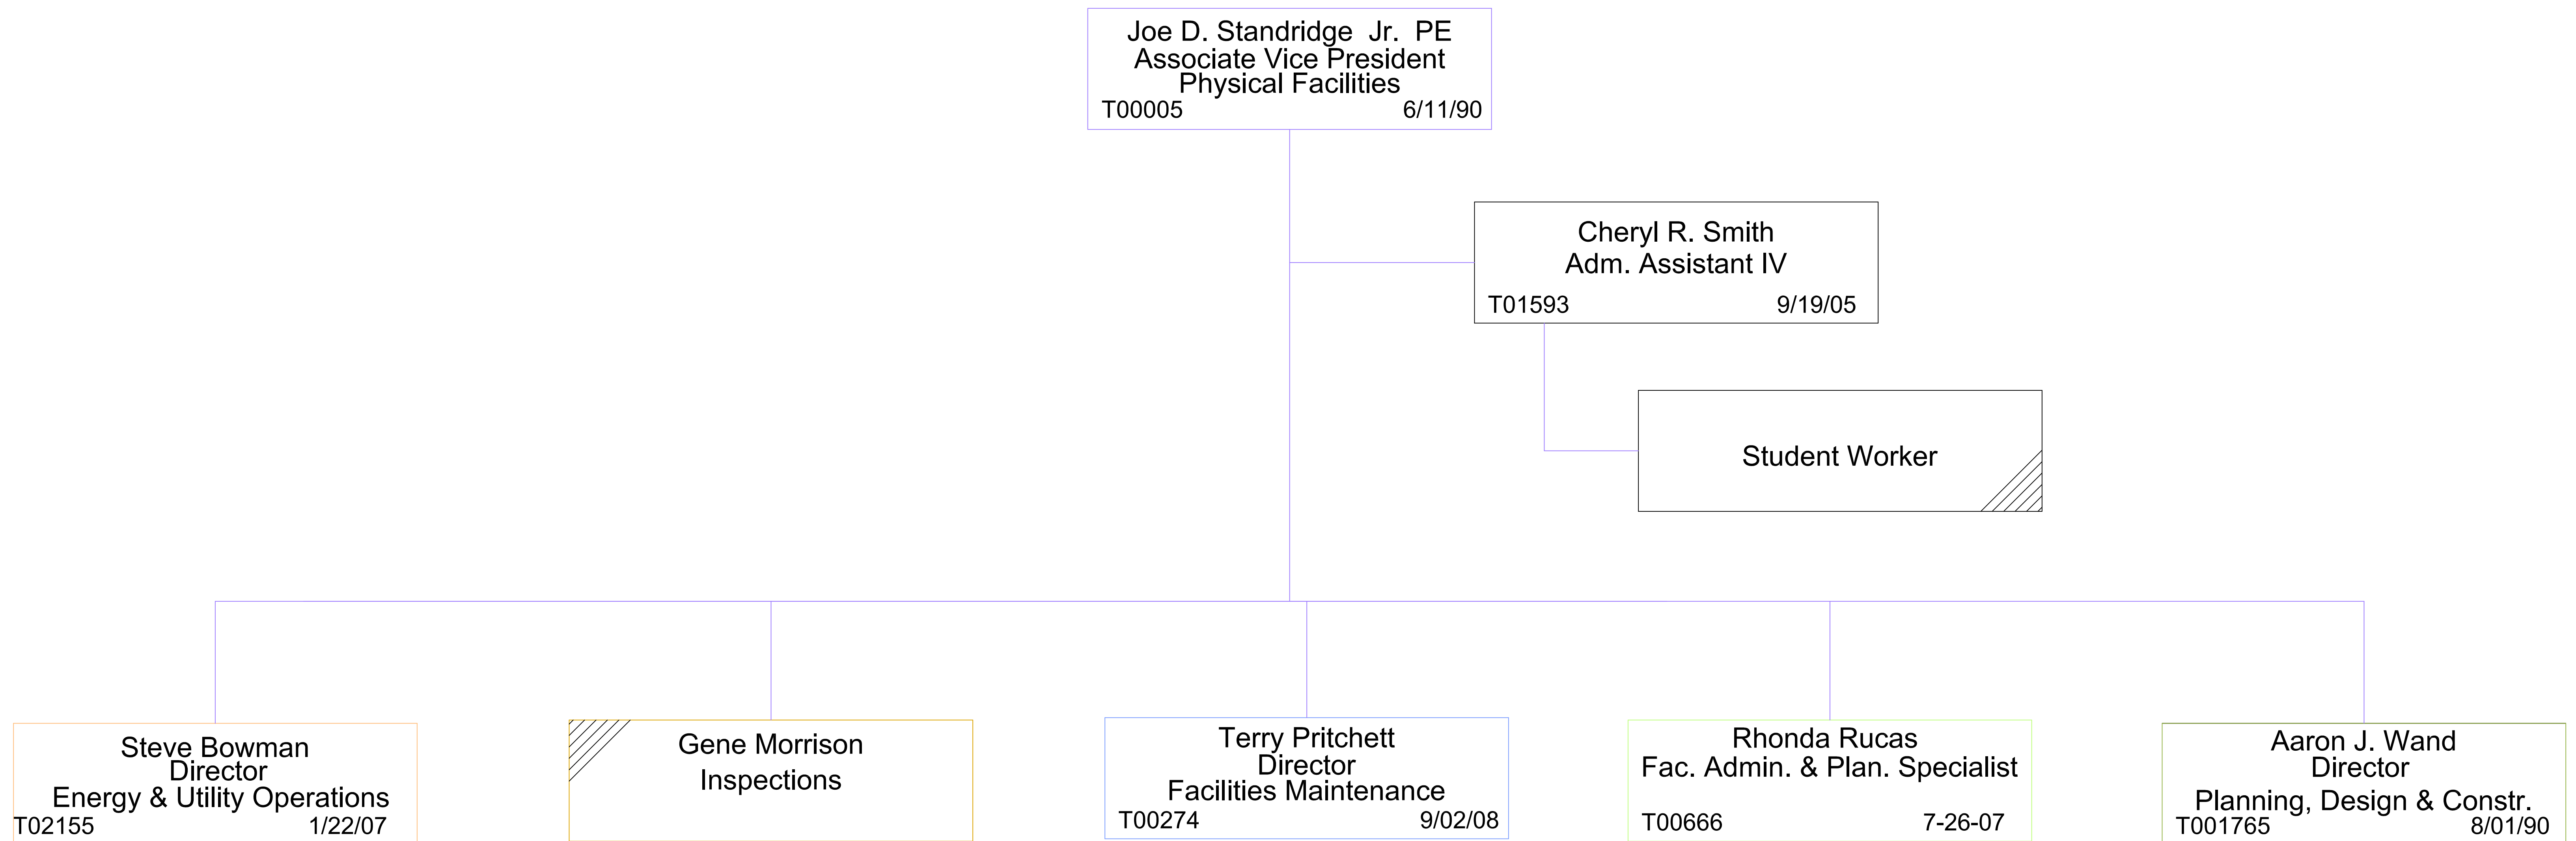 Joe D. Standridge  Jr.  PE
Associate Vice President
Physical Facilities
T00005 6/11/90
Cheryl R. Smith
Adm. Assistant IV
T01593 9/19/05
Student Worker
Steve Bowman
Director
Energy & Utility Operations
T02155 1/22/07
Gene Morrison
Inspections
Terry Pritchett
Director
Facilities Maintenance
T00274 9/02/08
Rhonda Rucas
Fac. Admin. & Plan. Specialist
T00666 7-26-07
Aaron J. Wand
Director
Planning, Design & Constr.
T001765 8/01/90